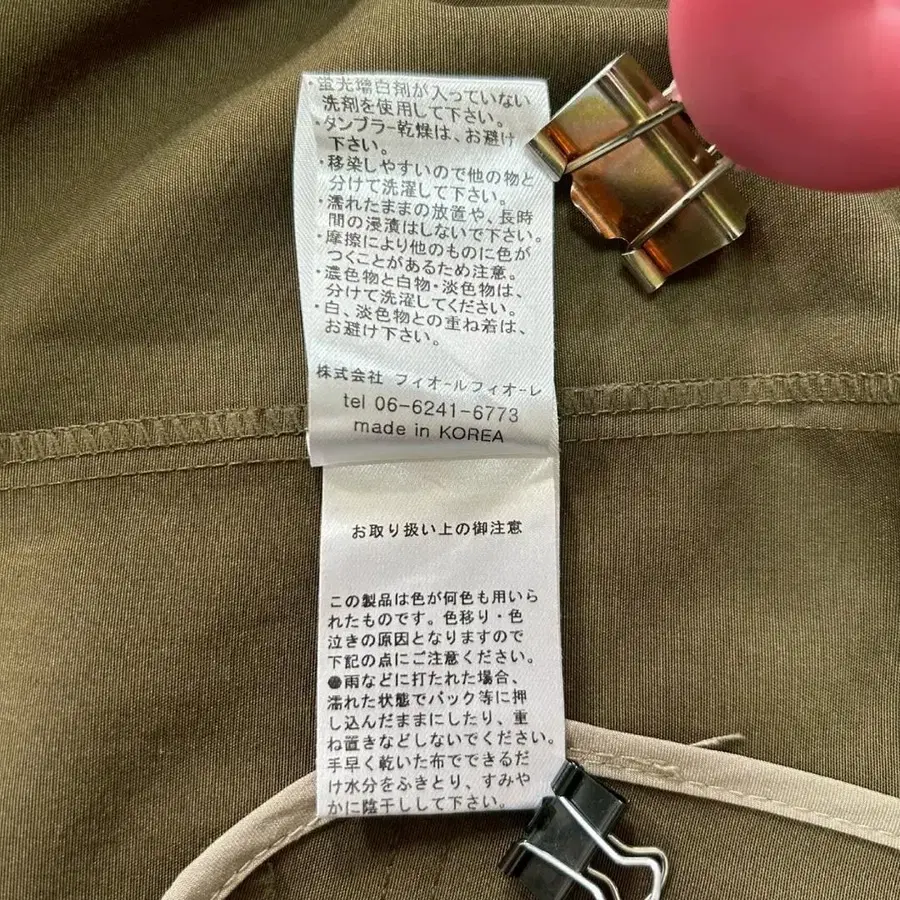 ・蛍光増白剤が入っていない
洗剤を使用して下さい。
・タンブラー乾燥は、お避け
下さい。
・移染しやすいので他の物と
分けて洗濯して下さい。
・濡れたままの放置や、長時
間の浸漬はしないで下さい。
・摩擦により他のものに色が
つくことがあるため注意。
・濃色物と白物・淡色物は、
分けて洗濯してください。
・白、淡色物との重ね着は、
お避け下さい。
株式会社 フィオールフィオーレ
tel 06-6241-6773
made in KOREA
お取り扱い上の御注意
この製品は色が何色も用いら
れたものです。色移り・色
泣きの原因となりますので
下記の点にご注意ください。
●雨などに打たれた場合、
濡れた状態でバック等に押
し込んだままにしたり、重
ね置きなどしないでください。
手早く乾いた布でできるだ
け水分をふきとり、すみや
かに陰干しして下さい。